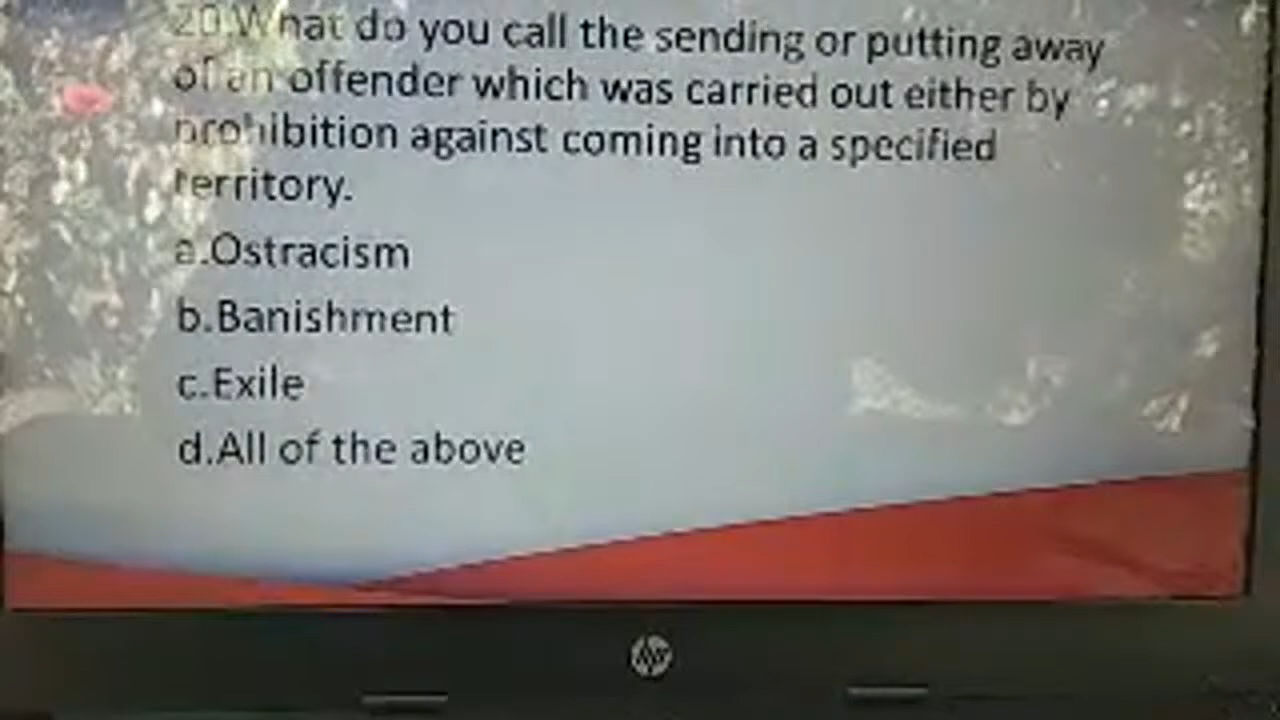 20.What do you call the sending or putting away
of an offender which was carried out either by
prohibition against coming into a specified
territory.
a.Ostracism
b.Banishment
c.Exile
d.All of the above
hp